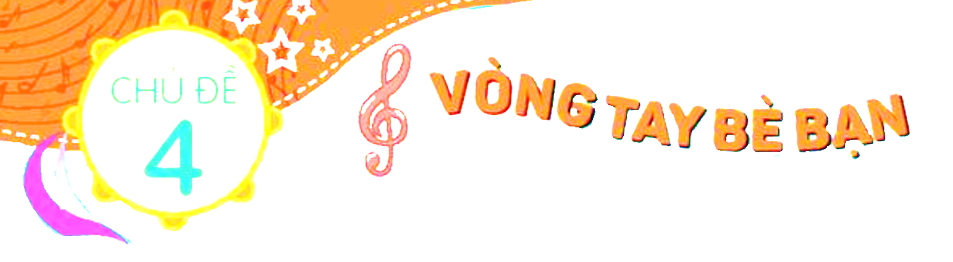 CHỦ ĐỀ
4
VÒNG TAY BÈ BẠN